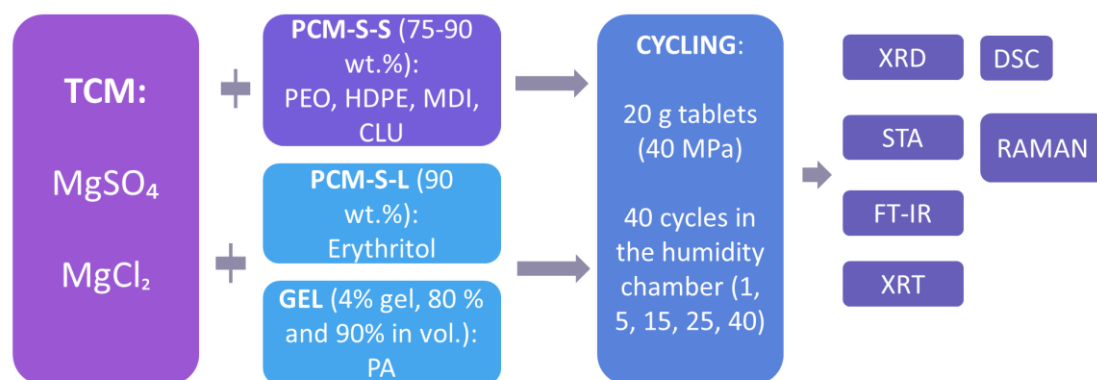 TCM:
MgSO₄
MgCl₂
PCM-S-S (75-90
wt.%):
PEO, HDPE, MDI,
CLU
PCM-S-L (90
wt.%):
Erythritol
GEL (4% gel, 80 %
and 90% in vol.):
PA
CYCLING:
20 g tablets
(40 MPa)
40 cycles in
the humidity
chamber (1,
5, 15, 25, 40)
XRD
DSC
STA
RAMAN
FT-IR
XRT